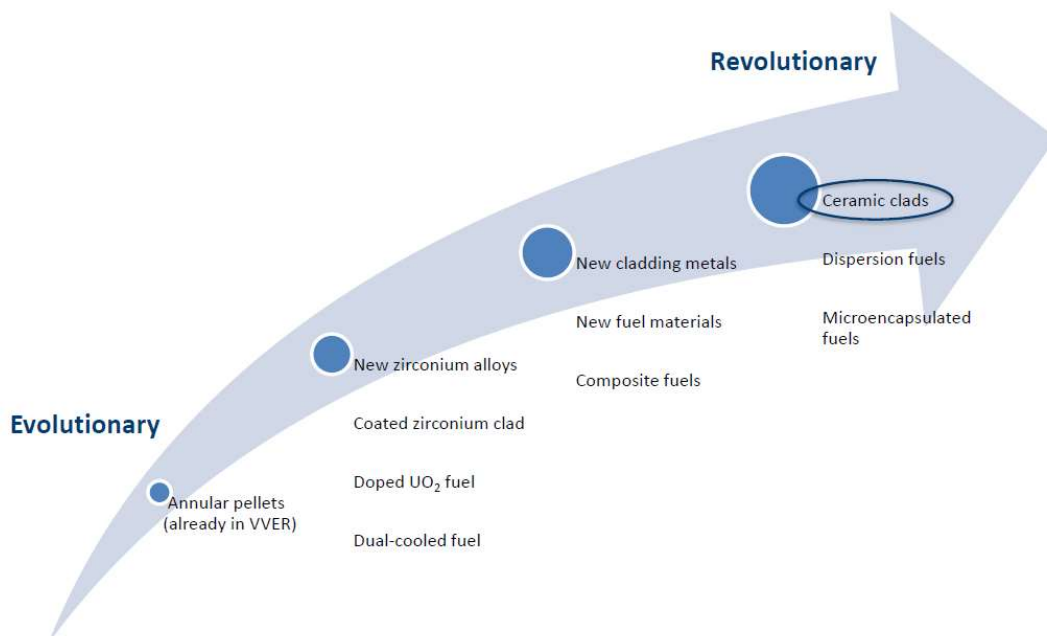 Revolutionary
Ceramic clads
Dispersion fuels
Microencapsulated
fuels
New cladding metals
New fuel materials
Composite fuels
New zirconium alloys
Coated zirconium clad
Doped UO₂ fuel
Dual-cooled fuel
Evolutionary
Annular pellets
(already in VVER)